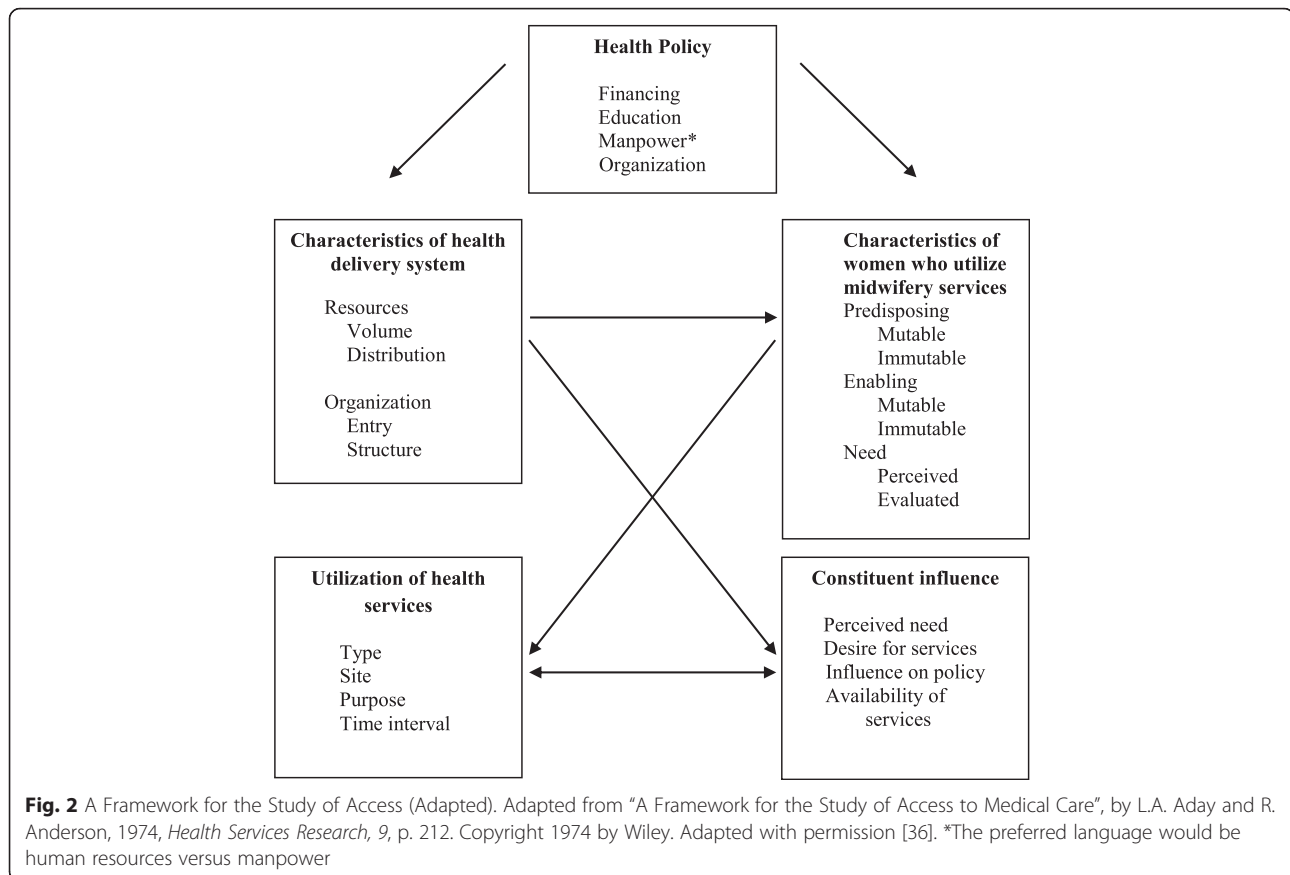 Health Policy
Financing
Education
Manpower*
Organization
Characteristics of health
delivery system
Resources
Volume
Distribution
Organization
Entry
Structure
Characteristics of
women who utilize
midwifery services
Predisposing
Mutable
Immutable
Enabling
Mutable
Immutable
Need
Perceived
Evaluated
Utilization of health
services
Type
Site
Purpose
Time interval
Constituent influence
Perceived need
Desire for services
Influence on policy
Availability of
services
Fig. 2 A Framework for the Study of Access (Adapted). Adapted from “A Framework for the Study of Access to Medical Care”, by L.A. Aday and R.
Anderson, 1974, Health Services Research, 9, p. 212. Copyright 1974 by Wiley. Adapted with permission [36]. *The preferred language would be
human resources versus manpower